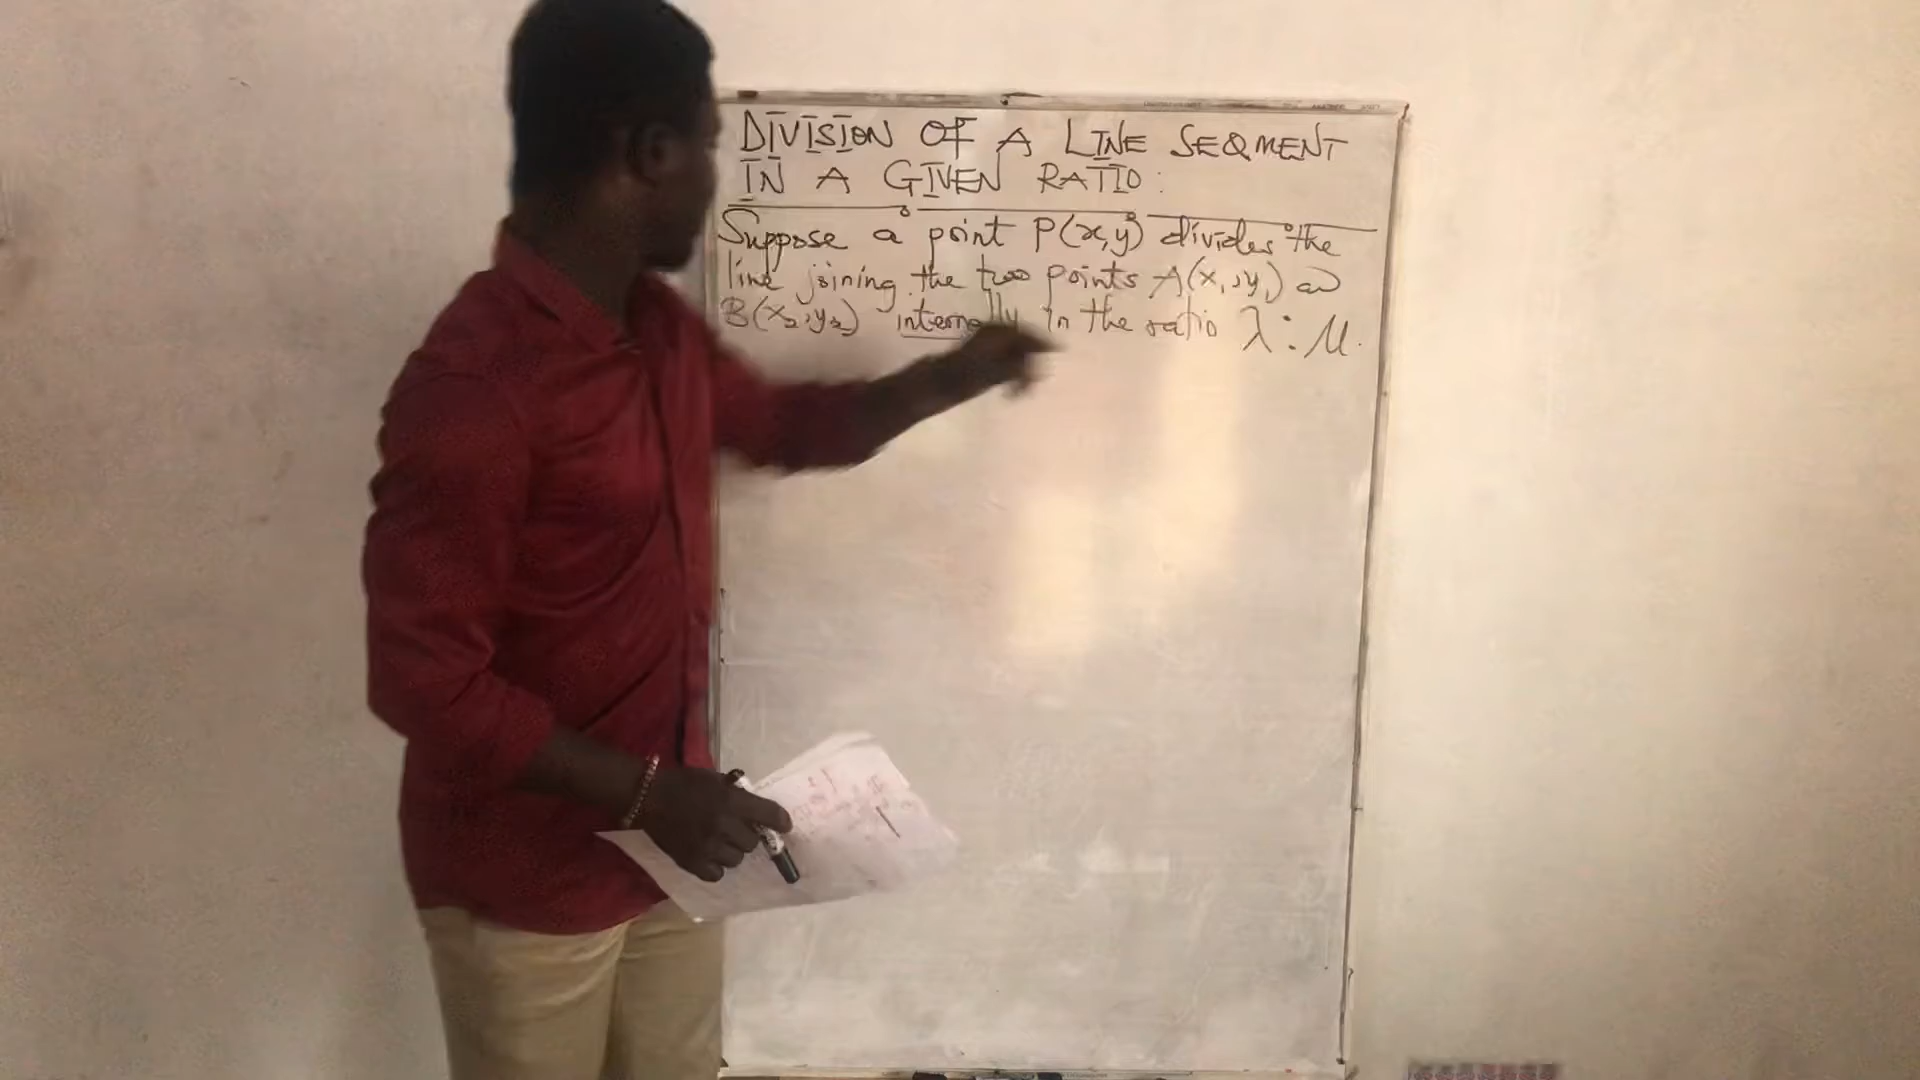 DIVISION OF A LINE SEGMENT
IN A GIVEN RATIO:
Suppose a point P(x,y) divides the
line joining the two points A(x₁,y₁) and
B(x₂,y₂) internally in the ratio λ:μ.